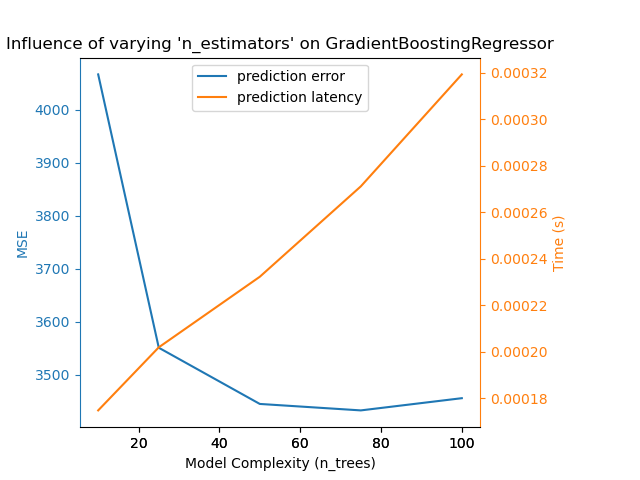 Influence of varying 'n_estimators' on GradientBoostingRegressor
prediction error
prediction latency
4000
3900
3800
3700
3600
3500
MSE
0.00032
0.00030
0.00028
0.00026
0.00024
0.00022
0.00020
0.00018
Time (s)
20 40 60 80 100
Model Complexity (n_trees)